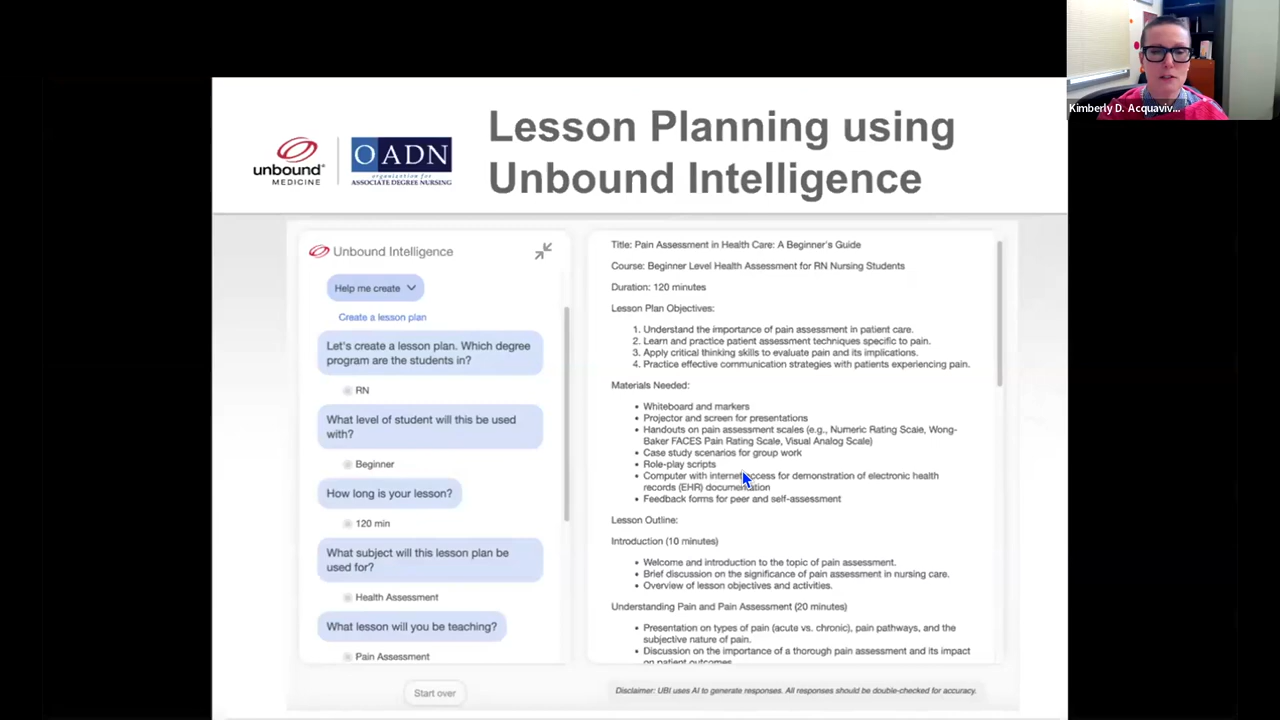 Kimberly D. Acquaviv...
Lesson Planning using
Unbound Intelligence
unbound
MEDICINE
OADN
organization for
ASSOCIATE DEGREE NURSING
Unbound Intelligence
Help me create
Create a lesson plan
Let's create a lesson plan. Which degree
program are the students in?
RN
What level of student will this be used
with?
Beginner
How long is your lesson?
120 min
What subject will this lesson plan be
used for?
Health Assessment
What lesson will you be teaching?
Pain Assessment
Start over
Title: Pain Assessment in Health Care: A Beginner's Guide
Course: Beginner Level Health Assessment for RN Nursing Students
Duration: 120 minutes
Lesson Plan Objectives:
1. Understand the importance of pain assessment in patient care.
2. Learn and practice patient assessment techniques specific to pain.
3. Apply critical thinking skills to evaluate pain and its implications.
4. Practice effective communication strategies with patients experiencing pain.
Materials Needed:
• Whiteboard and markers
• Projector and screen for presentations
• Handouts on pain assessment scales (e.g., Numeric Rating Scale, Wong-
Baker FACES Pain Rating Scale, Visual Analog Scale)
• Case study scenarios for group work
• Role-play scripts
• Computer with internet access for demonstration of electronic health
records (EHR) documentation
• Feedback forms for peer and self-assessment
Lesson Outline:
Introduction (10 minutes)
• Welcome and introduction to the topic of pain assessment.
• Brief discussion on the significance of pain assessment in nursing care.
• Overview of lesson objectives and activities.
Understanding Pain and Pain Assessment (20 minutes)
• Presentation on types of pain (acute vs. chronic), pain pathways, and the
subjective nature of pain.
• Discussion on the importance of a thorough pain assessment and its impact
on patient outcomes.
Disclaimer: UBI uses AI to generate responses. All responses should be double-checked for accuracy.